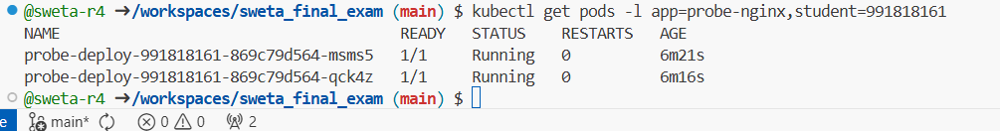 @sweta-r4 ➜/workspaces/sweta_final_exam (main) $ kubectl get pods -l app=probe-nginx,student=991818161
NAME READY STATUS RESTARTS AGE
probe-deploy-991818161-869c79d564-msms5 1/1 Running 0 6m21s
probe-deploy-991818161-869c79d564-qck4z 1/1 Running 0 6m16s
@sweta-r4 ➜/workspaces/sweta_final_exam (main) $
e main* 0 0 2